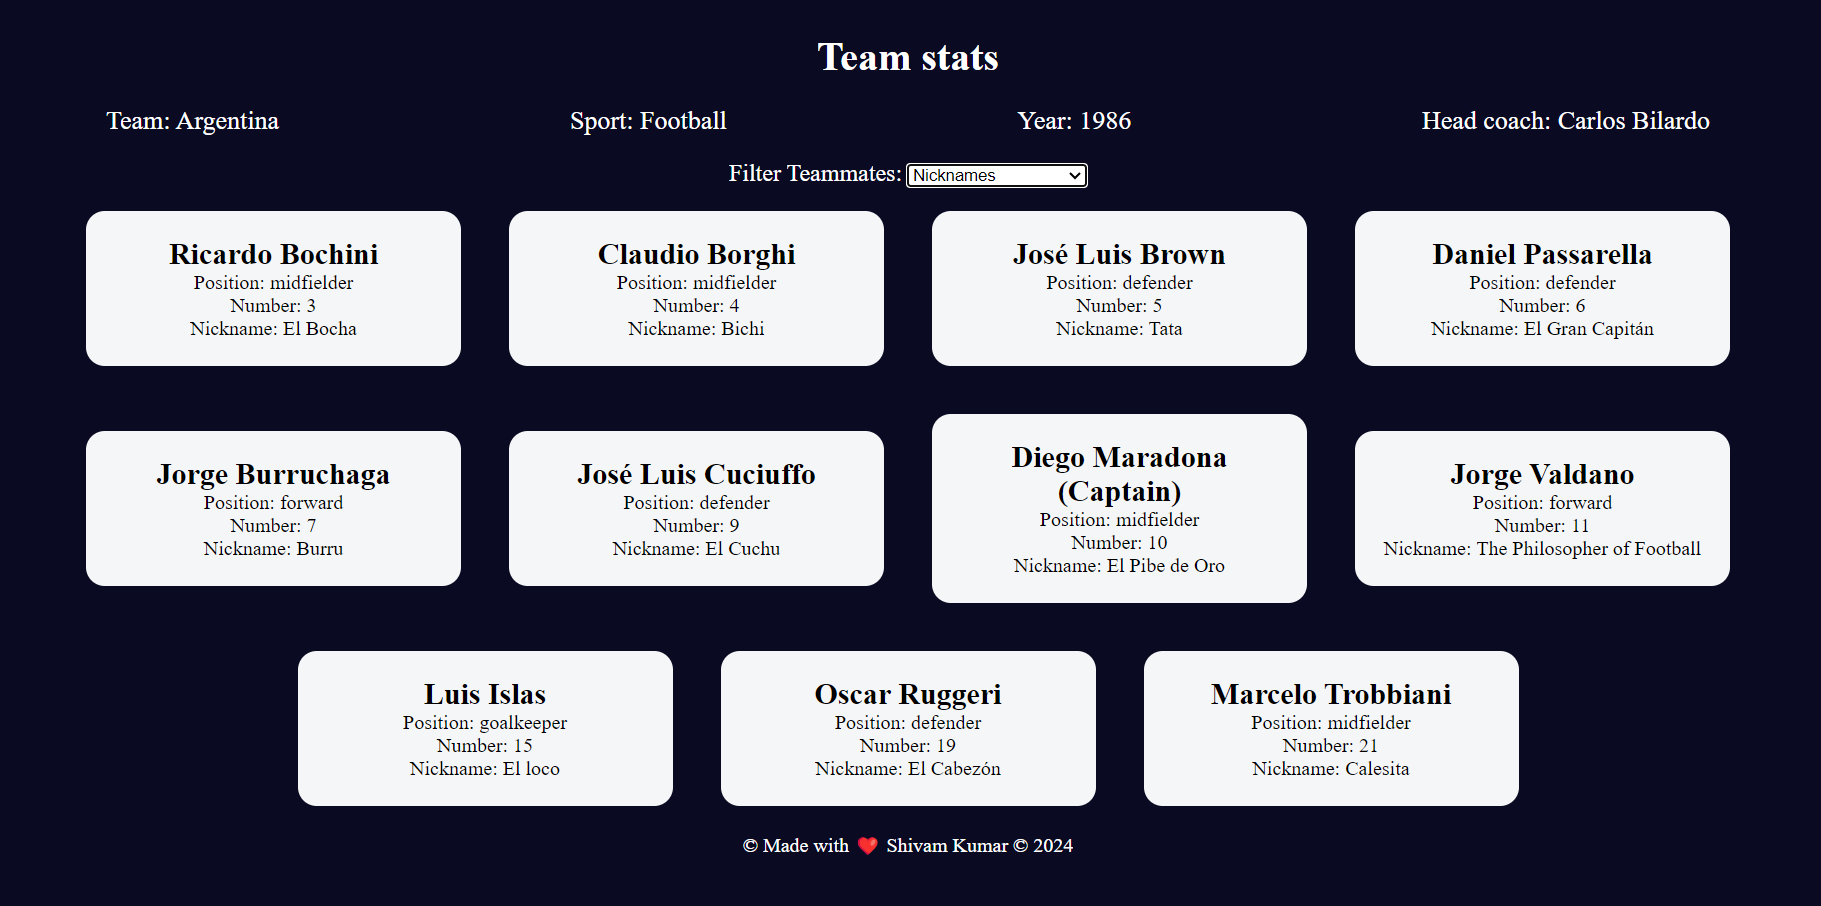 Team stats
Team: Argentina
Sport: Football
Year: 1986
Head coach: Carlos Bilardo
Filter Teammates: Nicknames
Ricardo Bochini
Position: midfielder
Number: 3
Nickname: El Bocha
Claudio Borghi
Position: midfielder
Number: 4
Nickname: Bichi
José Luis Brown
Position: defender
Number: 5
Nickname: Tata
Daniel Passarella
Position: defender
Number: 6
Nickname: El Gran Capitán
Jorge Burruchaga
Position: forward
Number: 7
Nickname: Burru
José Luis Cuciuffo
Position: defender
Number: 9
Nickname: El Cuchu
Diego Maradona
(Captain)
Position: midfielder
Number: 10
Nickname: El Pibe de Oro
Jorge Valdano
Position: forward
Number: 11
Nickname: The Philosopher of Football
Luis Islas
Position: goalkeeper
Number: 15
Nickname: El loco
Oscar Ruggeri
Position: defender
Number: 19
Nickname: El Cabezón
Marcelo Trobbiani
Position: midfielder
Number: 21
Nickname: Calesita
© Made with ❤️ Shivam Kumar © 2024